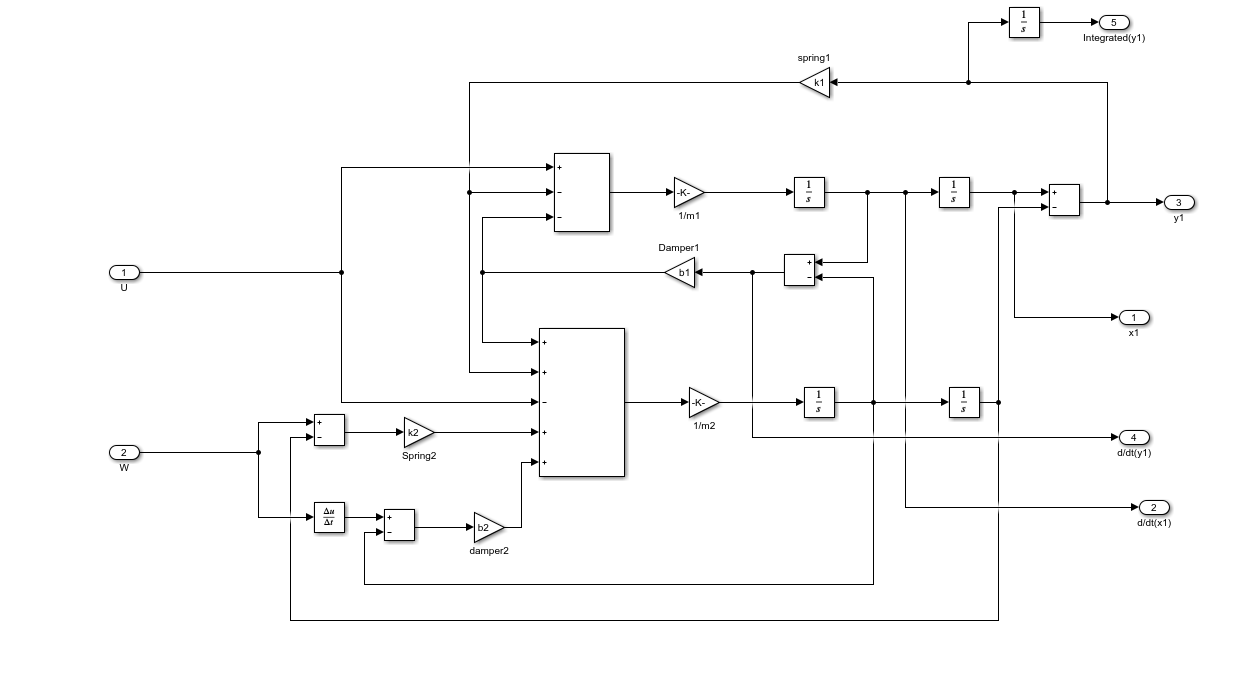 1
s
5
Integrated(y1)
spring1
k1
+
−
−
-K-
1/m1
1
s
1
s
+
−
3
y1
1
U
Damper1
b1
+
−
1
x1
+
+
−
+
+
-K-
1/m2
1
s
1
s
+
−
k2
Spring2
2
W
4
d/dt(y1)
Δu
Δt
+
−
b2
damper2
2
d/dt(x1)